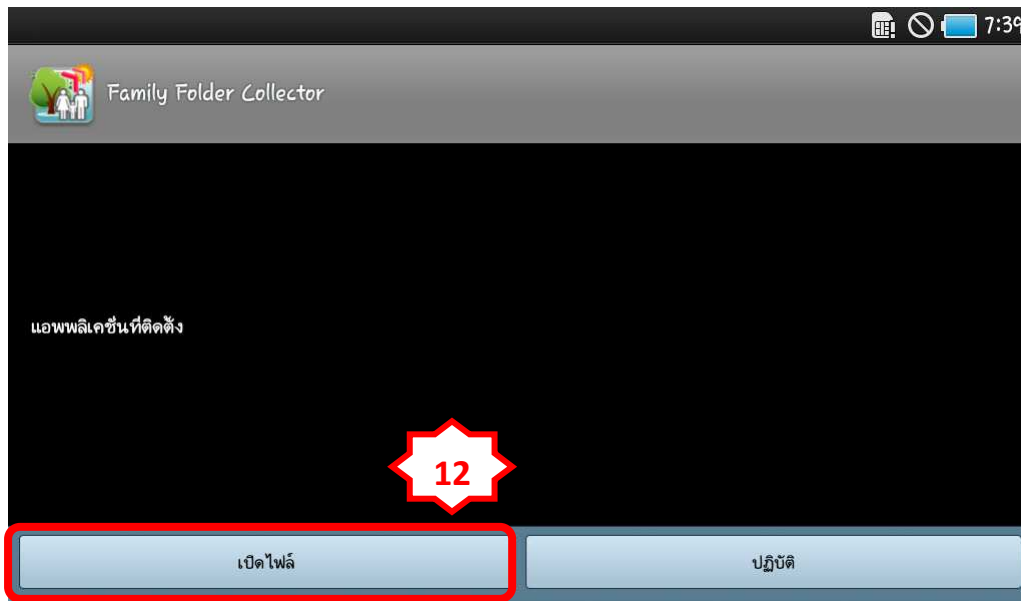 7:39
Family Folder Collector
แอพพลิเคชั่นที่ติดตั้ง
12
เปิดไฟล์
ปฏิบัติ